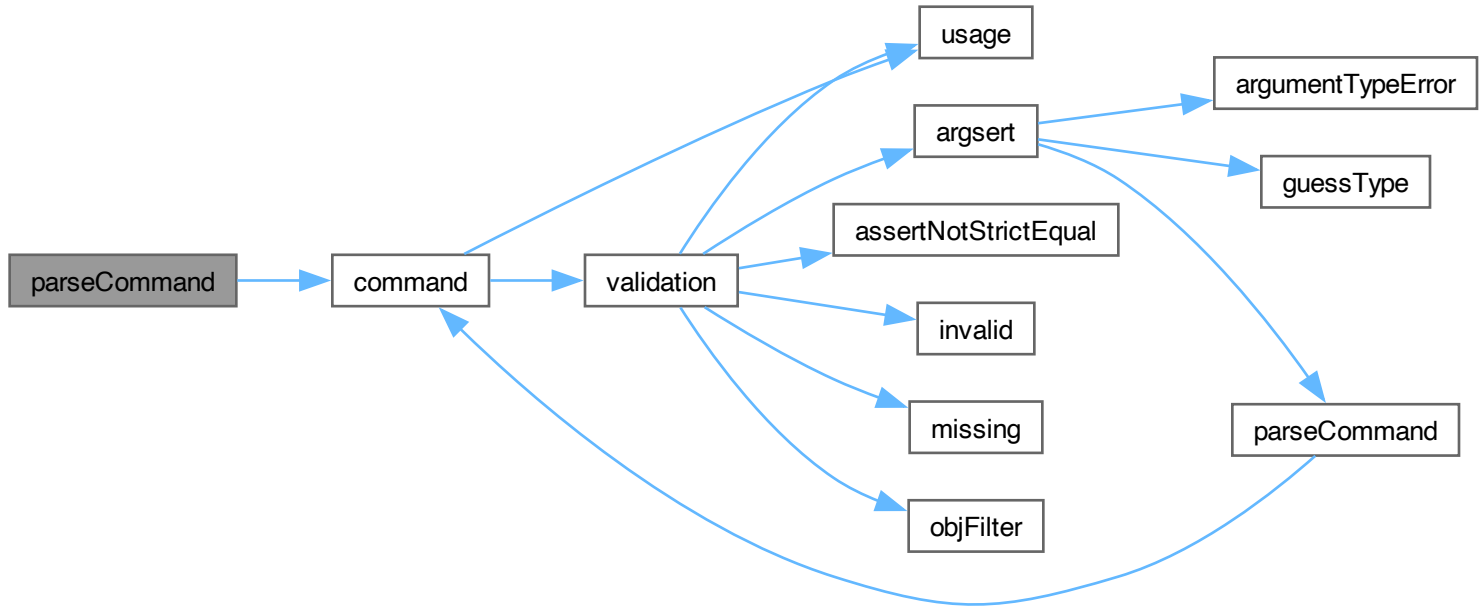 usage
argumentTypeError
argsert
guessType
assertNotStrictEqual
parseCommand
command
validation
invalid
missing
parseCommand
objFilter